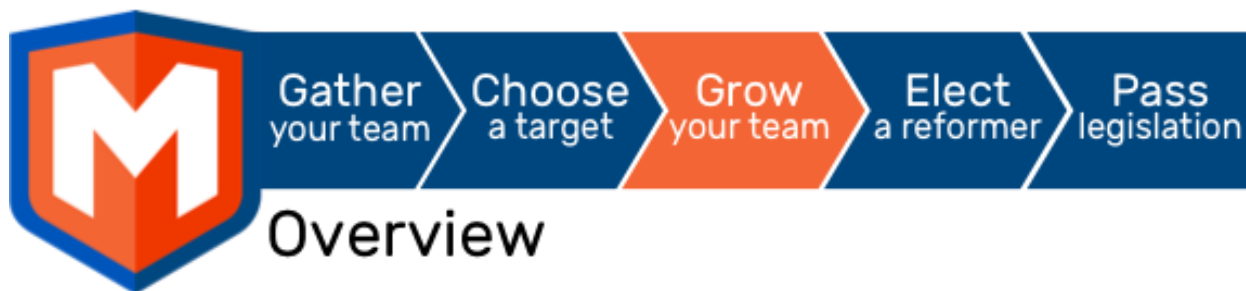 M
Gather
your team
Choose
a target
Grow
your team
Elect
a reformer
Pass
legislation
Overview